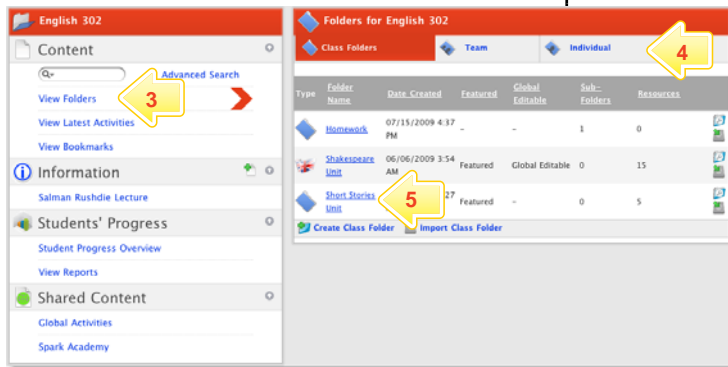 English 302
Content
Advanced Search
View Folders
3
View Latest Activities
View Bookmarks
Information
Salman Rushdie Lecture
Students' Progress
Student Progress Overview
View Reports
Shared Content
Global Activities
Spark Academy
Folders for English 302
Class Folders Team Individual
4
Type Folder Name Date Created Featured Global Editable Sub-Folders Resources
Homework 07/15/2009 4:37 PM - - 1 0
Shakespeare Unit 06/06/2009 3:54 AM Featured Global Editable 0 15
Short Stories Unit 5 27 Featured - 0 5
Create Class Folder Import Class Folder